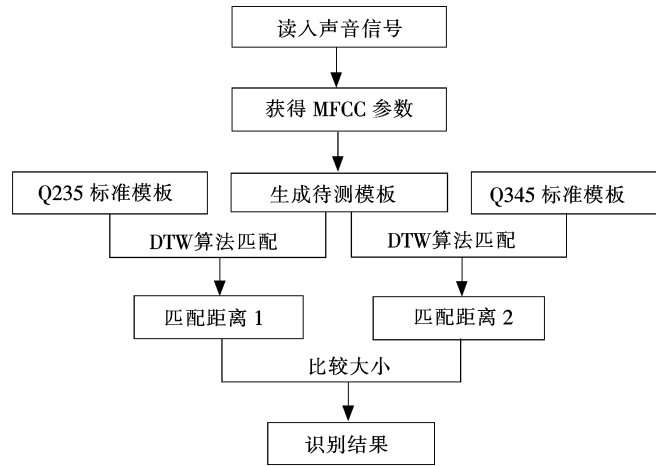 读入声音信号
获得 MFCC 参数
Q235 标准模板
生成待测模板
Q345 标准模板
DTW算法匹配
DTW算法匹配
匹配距离 1
匹配距离 2
比较大小
识别结果